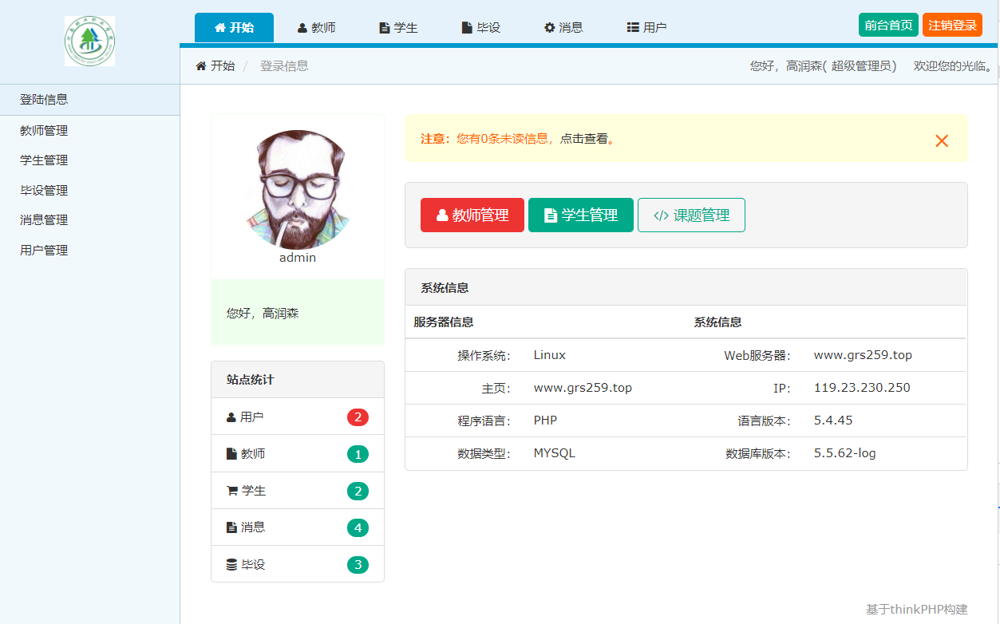 开始 教师 学生 毕设 消息 用户 前台首页 注销登录
开始 / 登录信息 您好，高润森( 超级管理员) 欢迎您的光临。
登陆信息
教师管理
学生管理
毕设管理
消息管理
用户管理
admin
您好，高润森
站点统计
用户 2
教师 1
学生 2
消息 4
毕设 3
注意：您有0条未读信息，点击查看。
教师管理 学生管理 </> 课题管理
系统信息
服务器信息 系统信息
操作系统： Linux Web服务器： www.grs259.top
主页： www.grs259.top IP： 119.23.230.250
程序语言： PHP 语言版本： 5.4.45
数据类型： MYSQL 数据库版本： 5.5.62-log
基于thinkPHP构建